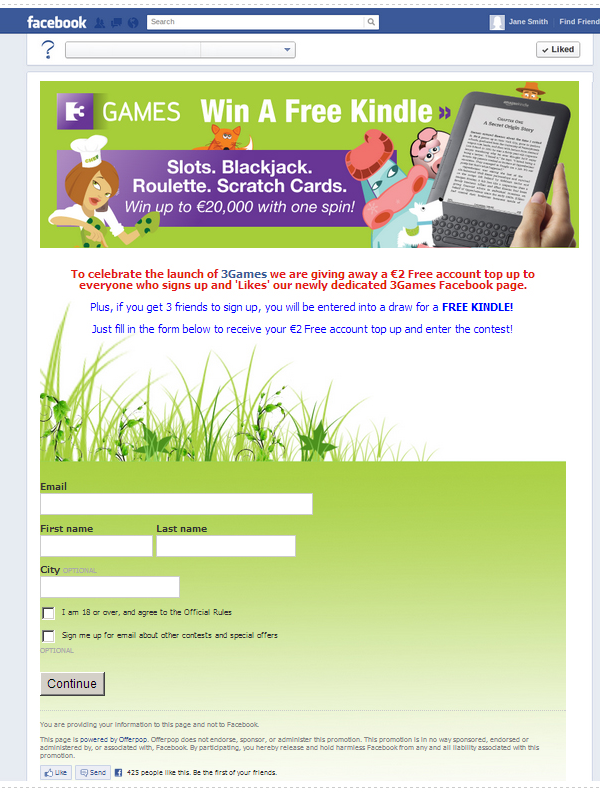 facebook
Search
Jane Smith
Find Friend
?
Liked
3 GAMES Win A Free Kindle »
Slots. Blackjack.
Roulette. Scratch Cards.
Win up to €20,000 with one spin!
amazonkindle
CHAPTER ONE
A Secret Origin Story
To celebrate the launch of 3Games we are giving away a €2 Free account top up to
everyone who signs up and 'Likes' our newly dedicated 3Games Facebook page.
Plus, if you get 3 friends to sign up, you will be entered into a draw for a FREE KINDLE!
Just fill in the form below to receive your €2 Free account top up and enter the contest!
Email
First name Last name
City OPTIONAL
I am 18 or over, and agree to the Official Rules
Sign me up for email about other contests and special offers
OPTIONAL
Continue
You are providing your information to this page and not to Facebook.
This page is powered by Offerpop. Offerpop does not endorse, sponsor, or administer this promotion. This promotion is in no way sponsored, endorsed or
administered by, or associated with, Facebook. By participating, you hereby release and hold harmless Facebook from any and all liability associated with this
promotion.
Like Send 425 people like this. Be the first of your friends.